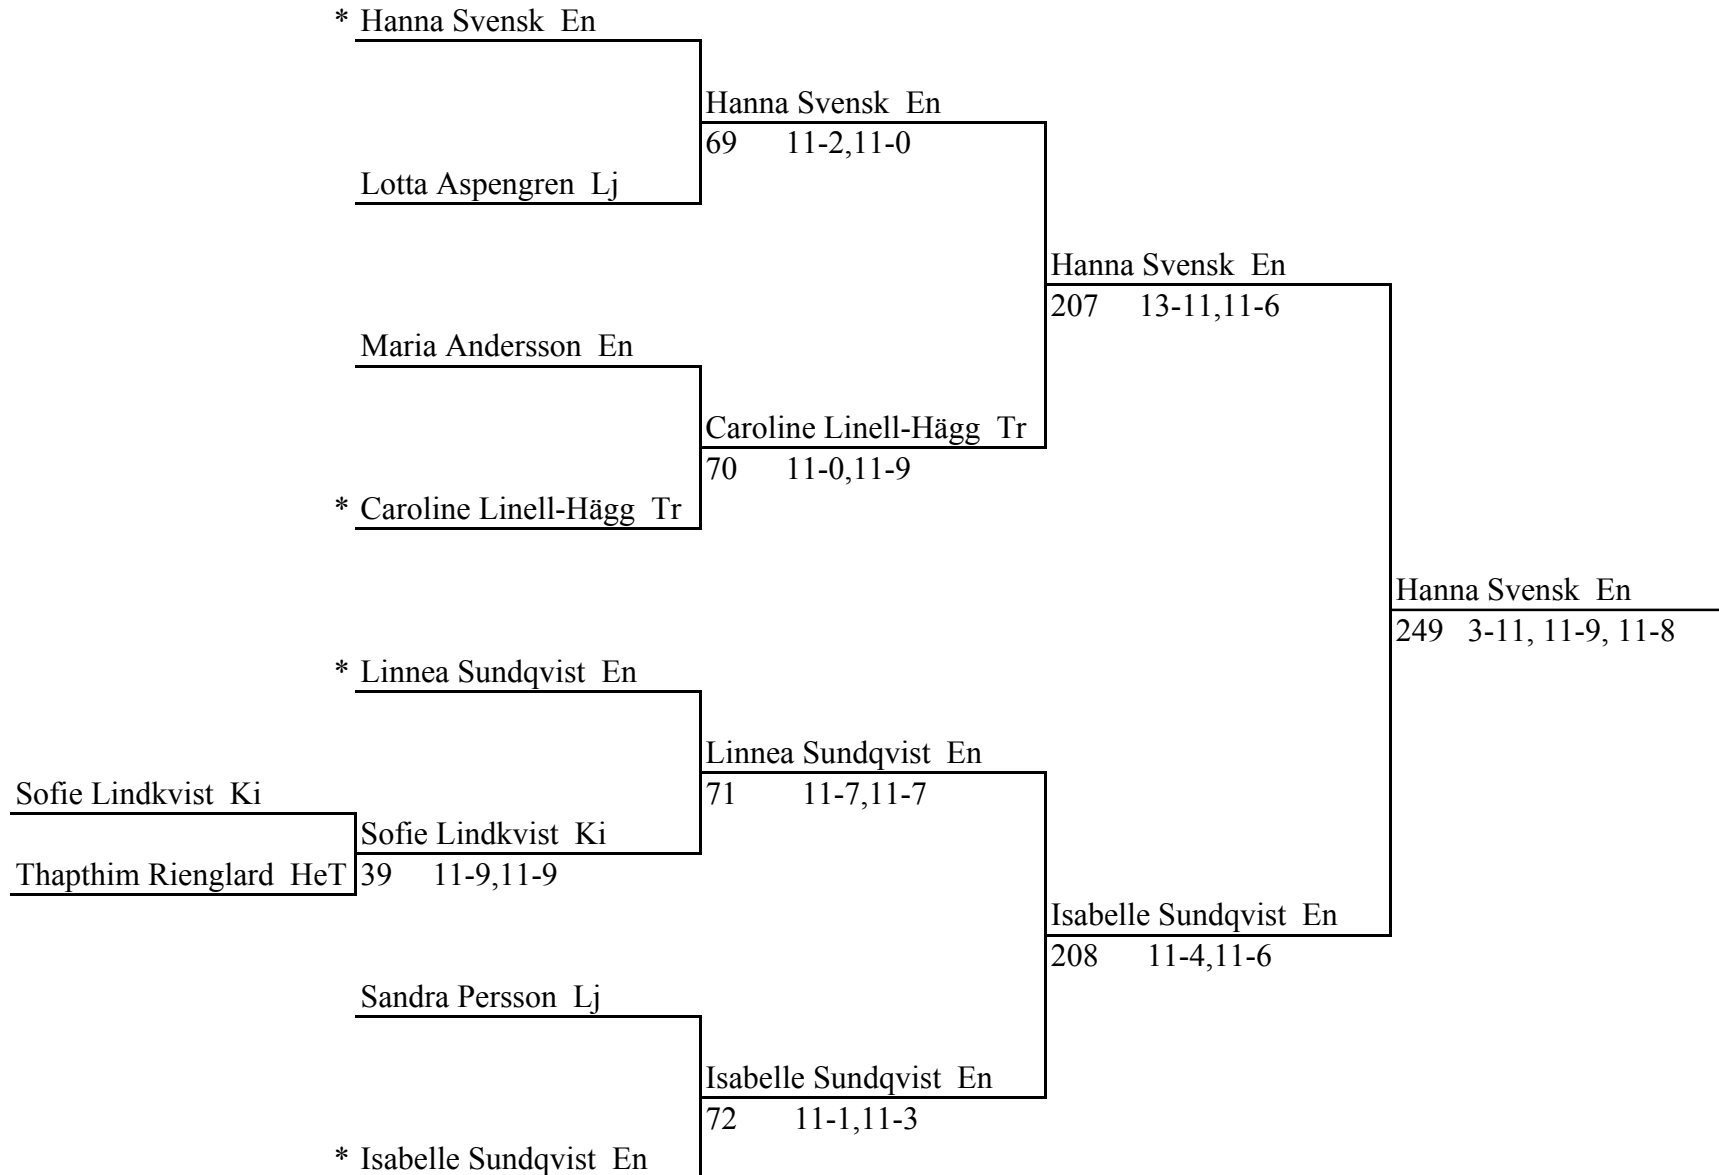 * Hanna Svensk En
Hanna Svensk En
69 11-2,11-0
Lotta Aspengren Lj
Hanna Svensk En
207 13-11,11-6
Maria Andersson En
Caroline Linell-Hägg Tr
70 11-0,11-9
* Caroline Linell-Hägg Tr
Hanna Svensk En
249 3-11, 11-9, 11-8
* Linnea Sundqvist En
Linnea Sundqvist En
71 11-7,11-7
Sofie Lindkvist Ki
Sofie Lindkvist Ki
Thapthim Rienglard HeT
39 11-9,11-9
Isabelle Sundqvist En
208 11-4,11-6
Sandra Persson Lj
Isabelle Sundqvist En
72 11-1,11-3
* Isabelle Sundqvist En